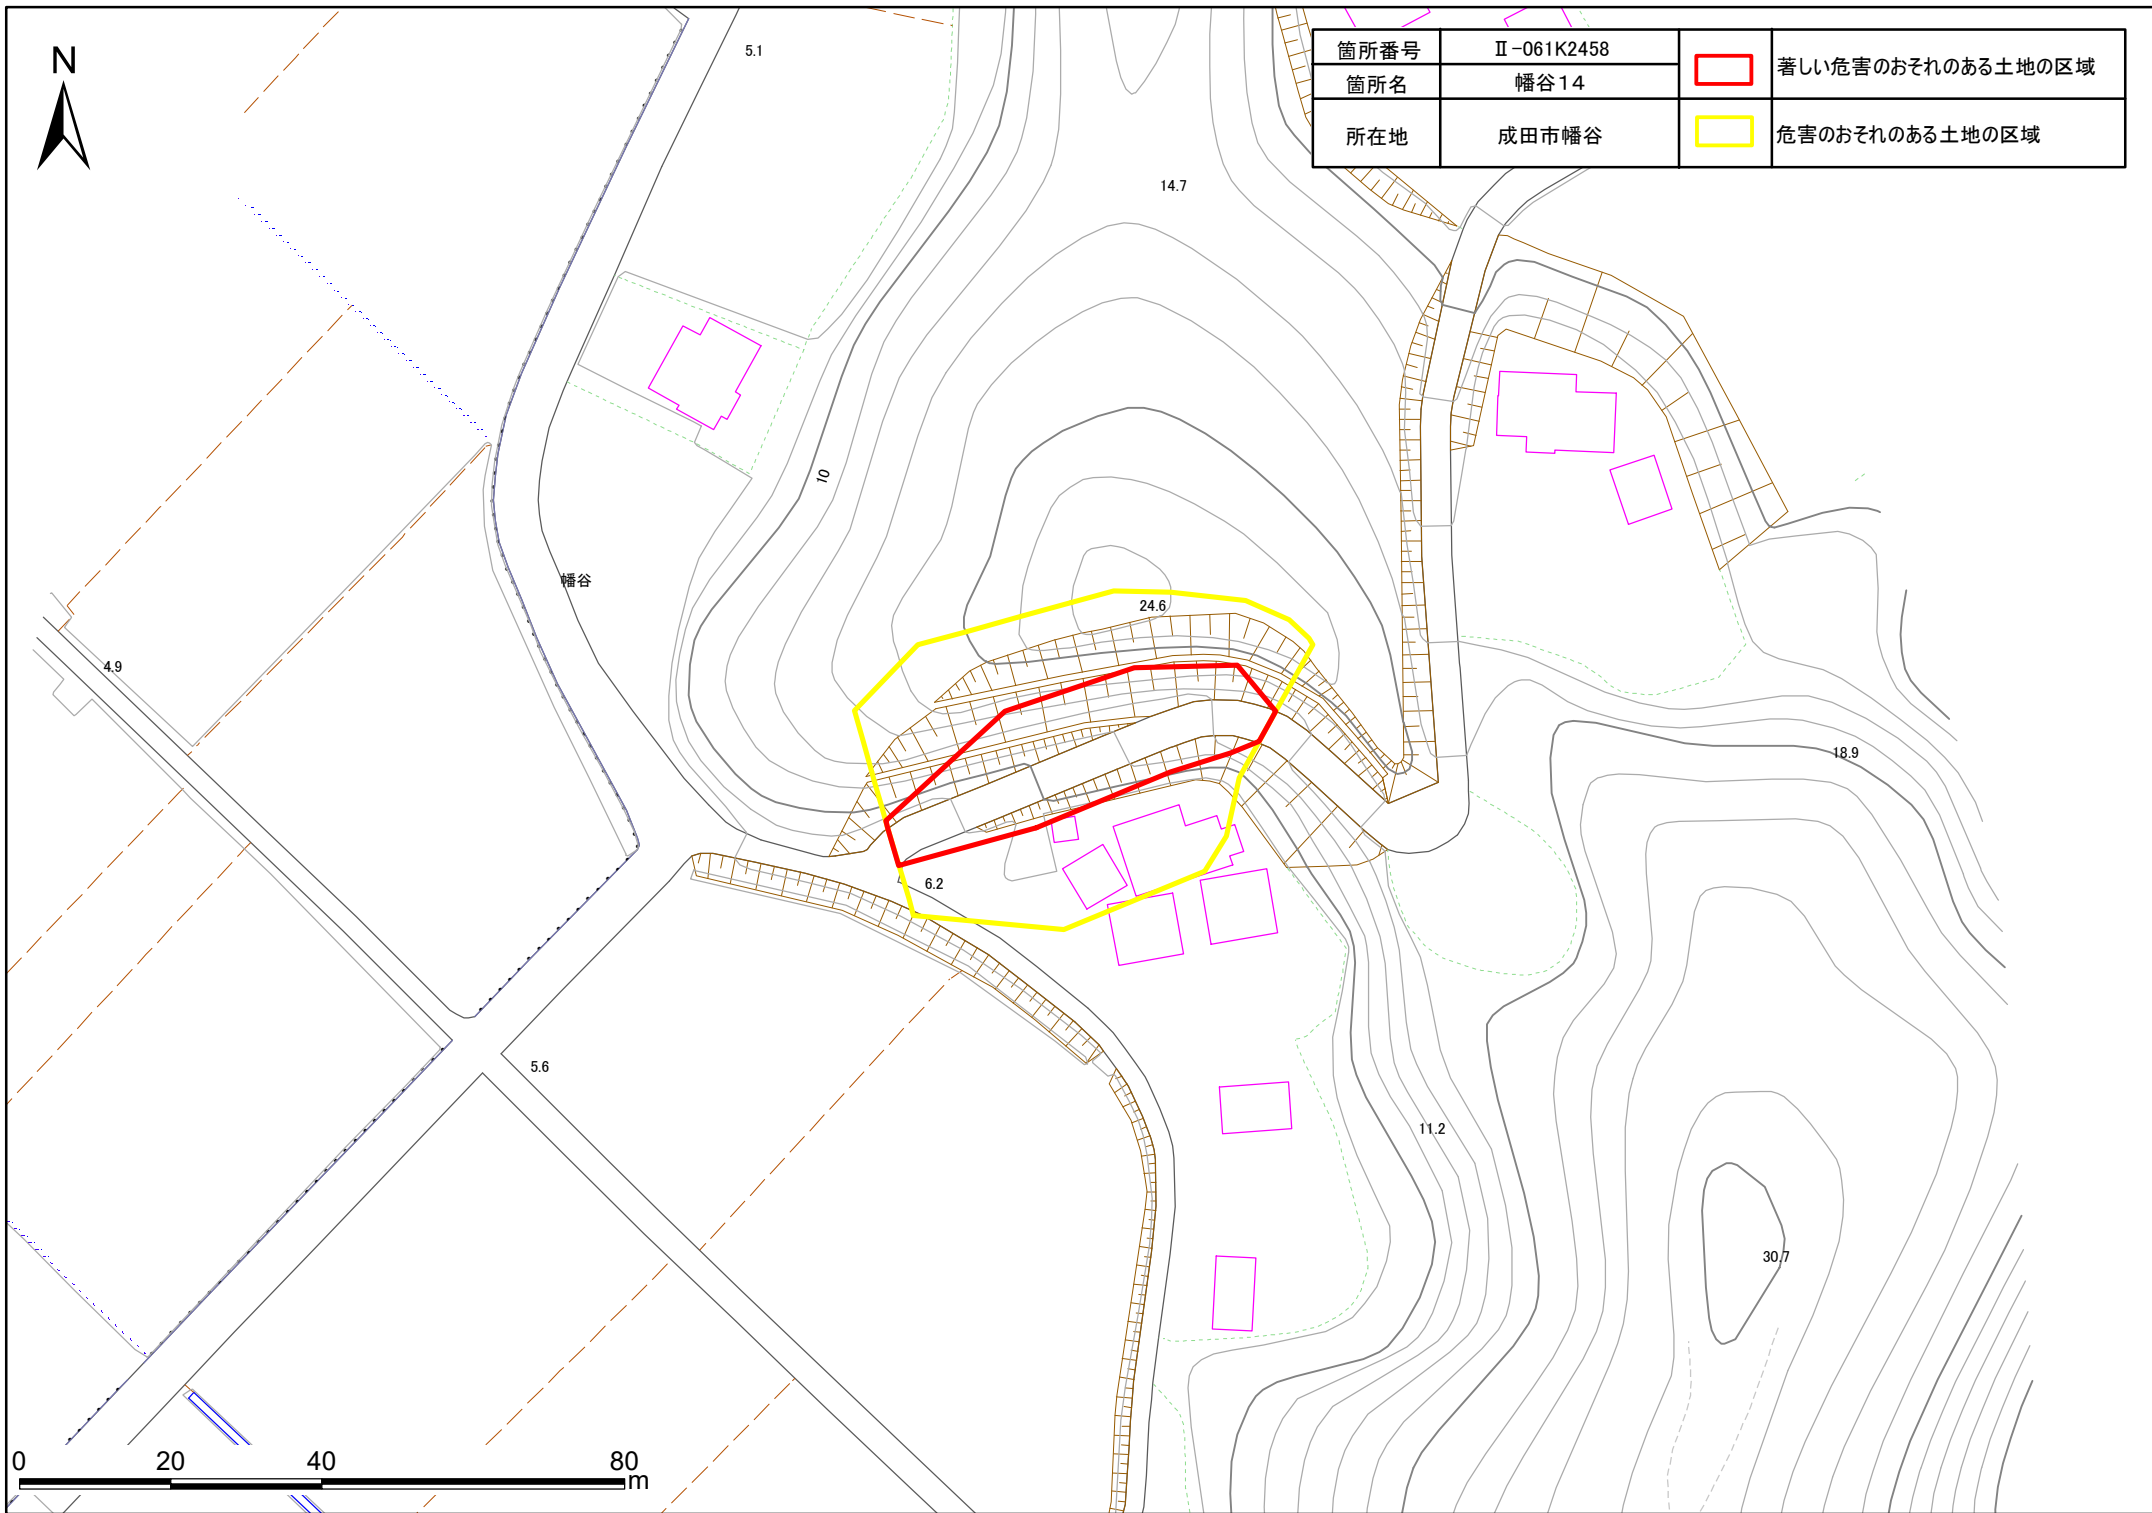 N
箇所番号 Ⅱ-061K2458 著しい危害のおそれのある土地の区域
箇所名 幡谷14
所在地 成田市幡谷 危害のおそれのある土地の区域
5.1
14.7
10
幡谷
24.6
4.9
18.9
6.2
5.6
11.2
30.7
0 20 40 80
m